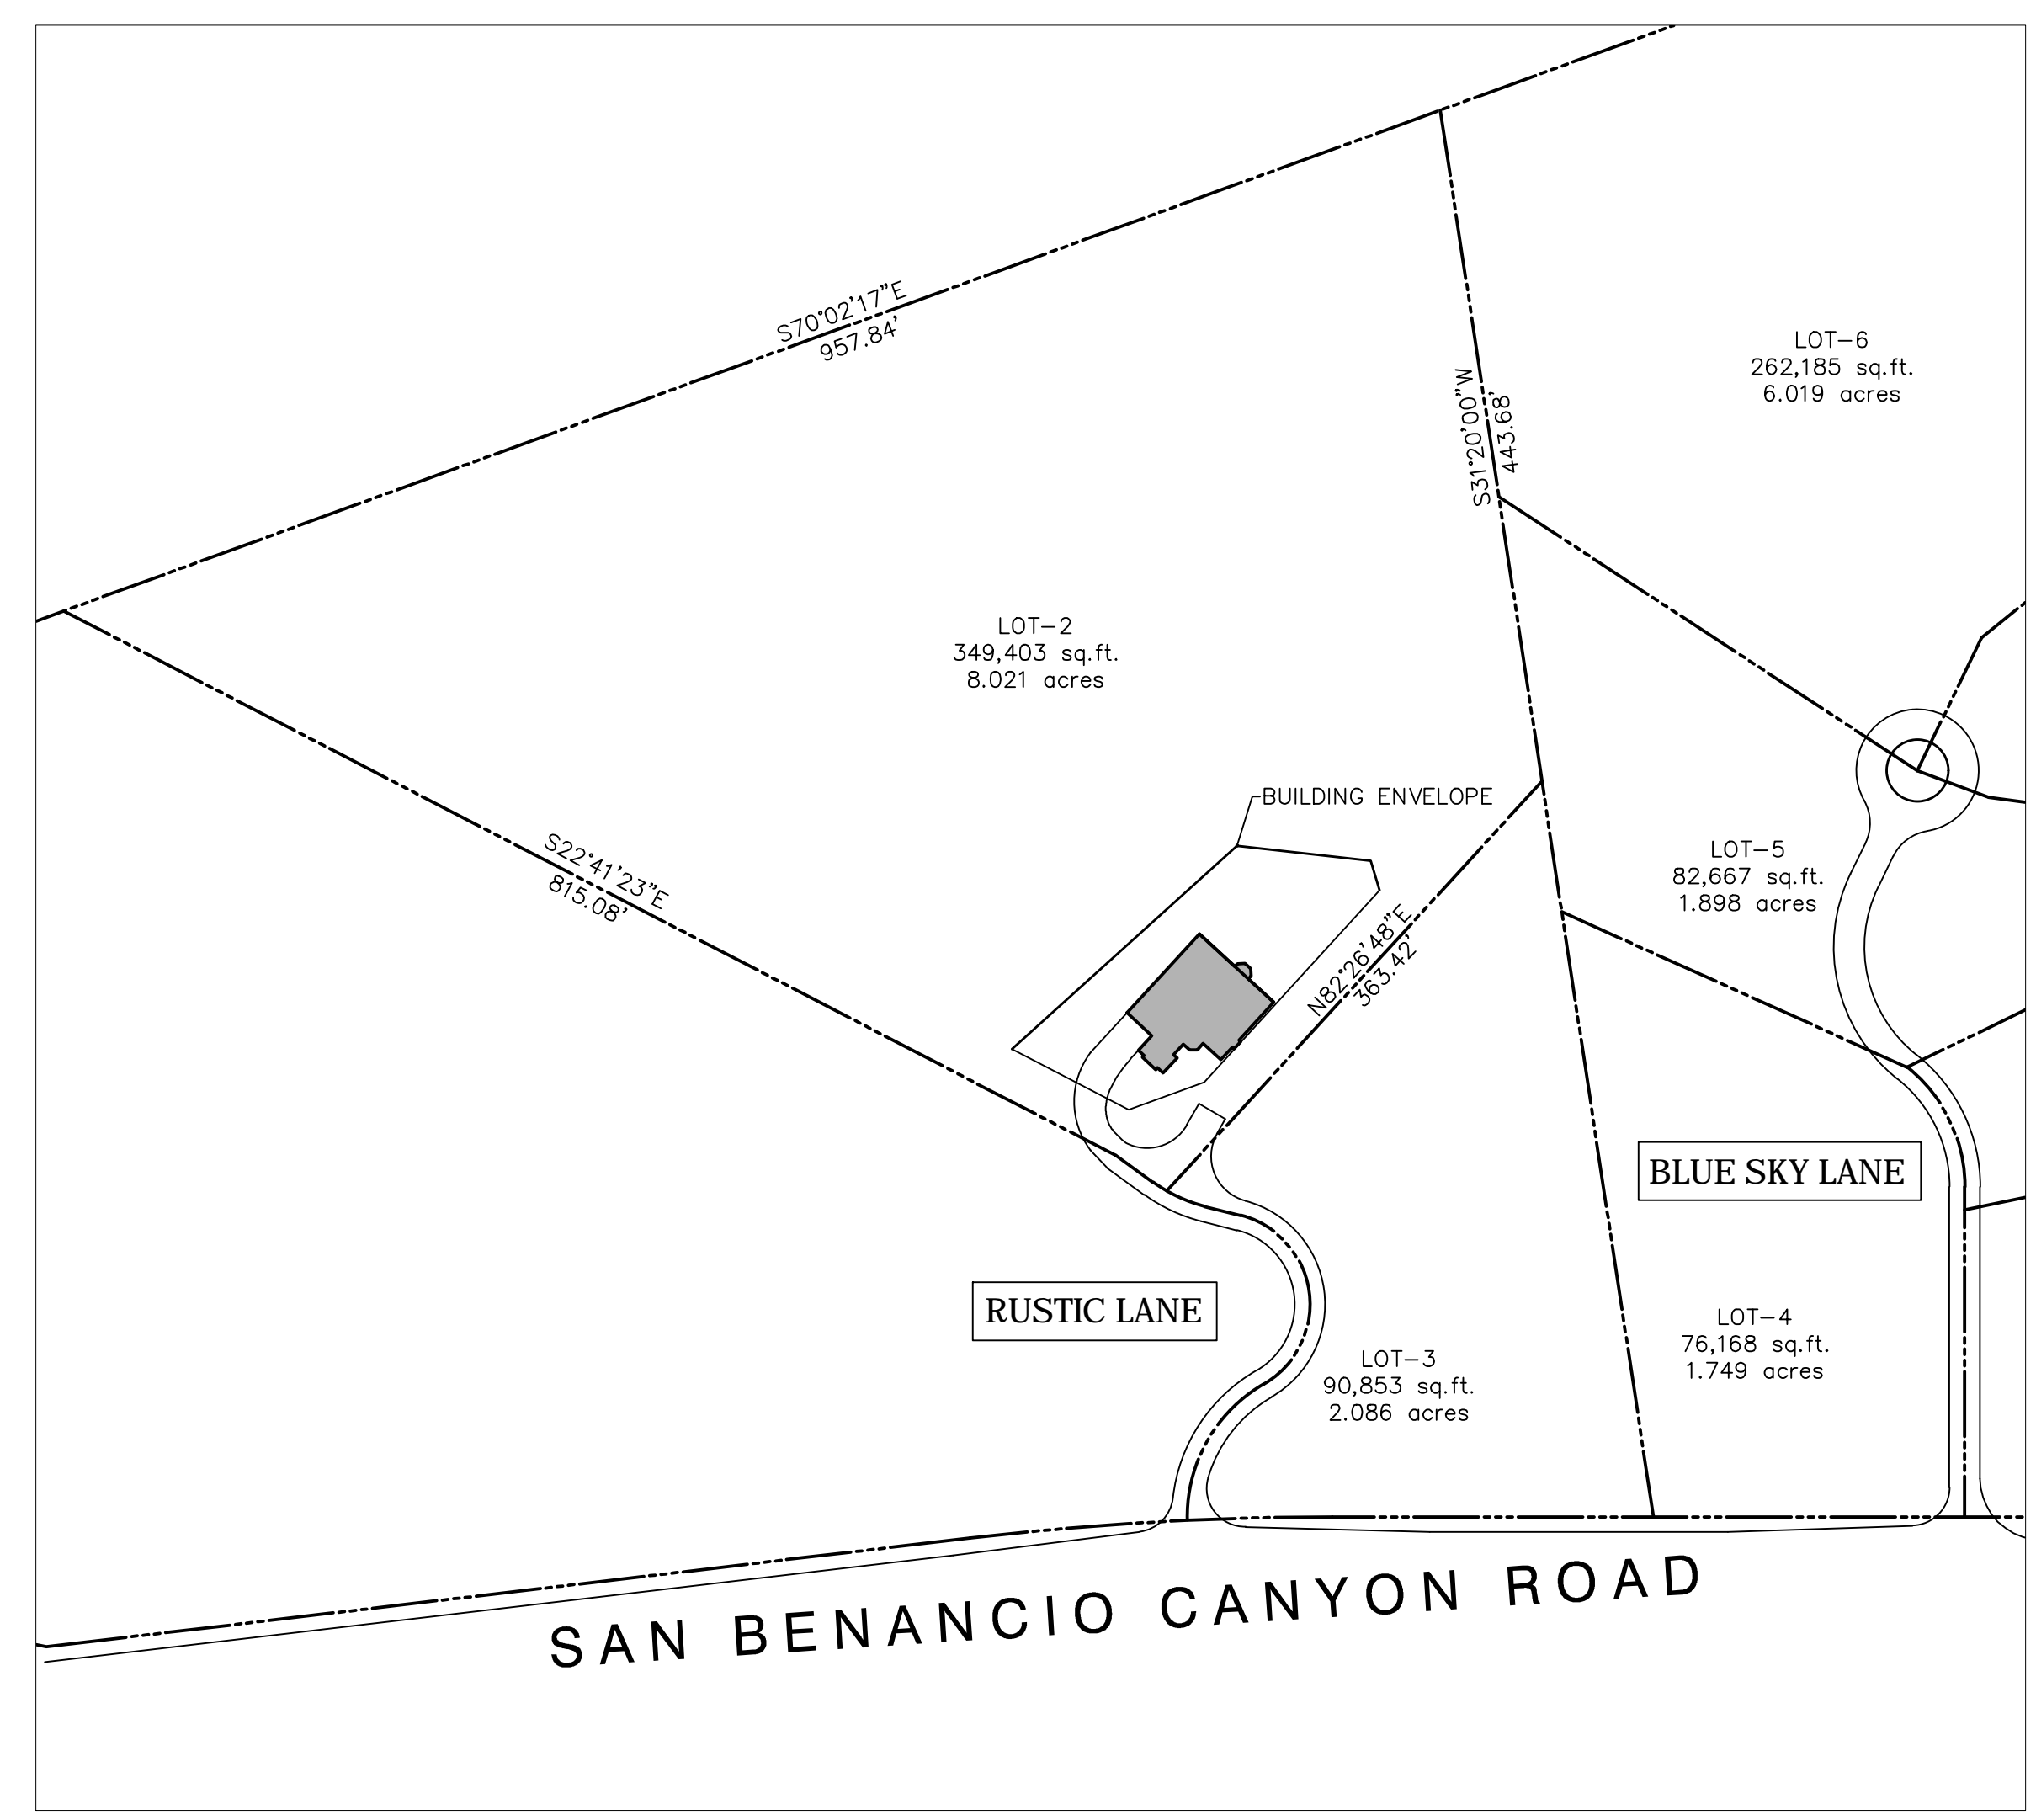 S70°02'17"E
957.84'
LOT-6
262,185 sq.ft.
6.019 acres
S31°20'00"W
443.68'
LOT-2
349,403 sq.ft.
8.021 acres
BUILDING ENVELOPE
S22°41'23"E
815.08'
LOT-5
82,667 sq.ft.
1.898 acres
N82°26'48"E
363.42'
BLUE SKY LANE
RUSTIC LANE
LOT-4
76,168 sq.ft.
1.749 acres
LOT-3
90,853 sq.ft.
2.086 acres
SAN BENANCIO CANYON ROAD